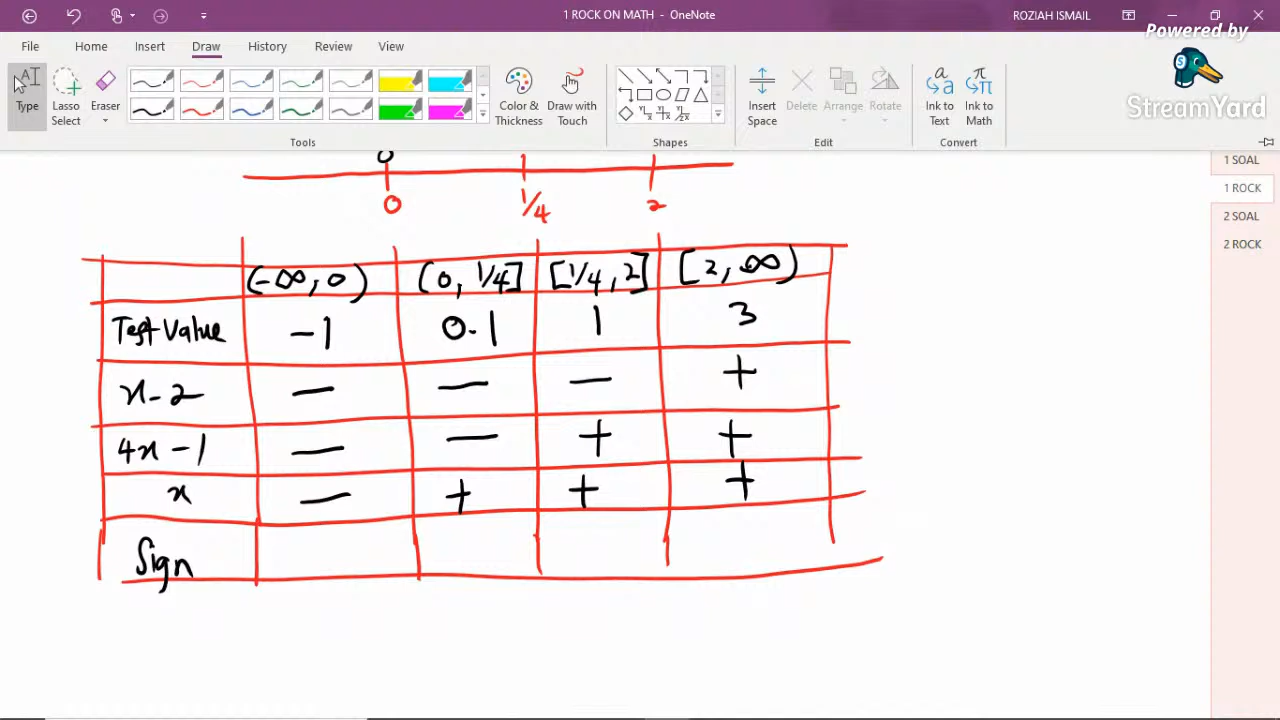 1 ROCK ON MATH - OneNote
ROZIAH ISMAIL
Powered by
StreamYard
File Home Insert Draw History Review View
Type
Lasso Select
Eraser
Color & Thickness
Draw with Touch
Insert Space
Delete
Arrange
Rotate
Ink to Text
Ink to Math
Tools
Shapes
Edit
Convert
1 SOAL
1 ROCK
2 SOAL
2 ROCK
0 1/4 2
(-∞, 0) (0, 1/4] [1/4, 2] [2, ∞)
Test Value -1 0.1 1 3
x - 2 - - - +
4x - 1 - - + +
x - + + +
Sign